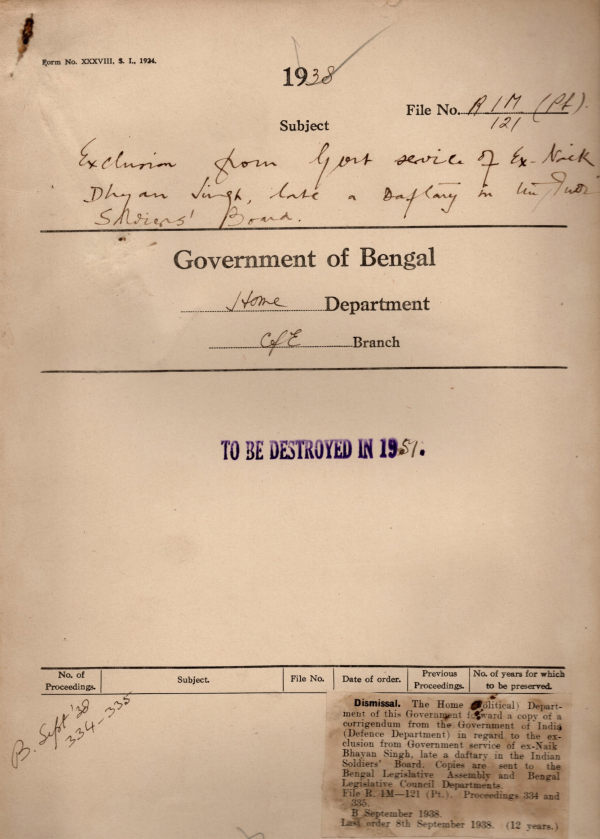 Form No. XXXVIII, S. I., 1924.
1938
File No. R 1M (Pt).
121
Subject
Exclusion from Govt service of Ex-Naik
Dhyan Singh, late a Daftary in the Indn
Soldiers' Board.
Government of Bengal
Home Department
C&E Branch
TO BE DESTROYED IN 1951.
No. of Proceedings. Subject. File No. Date of order. Previous Proceedings. No. of years for which to be preserved.
B. Sept '38
334-335
Dismissal. The Home (Political) Depart-
ment of this Government forward a copy of a
corrigendum from the Government of India
(Defence Department) in regard to the ex-
clusion from Government service of ex-Naik
Bhayan Singh, late a daftary in the Indian
Soldiers' Board. Copies are sent to the
Bengal Legislative Assembly and Bengal
Legislative Council Departments.
File R. 1M—121 (Pt.). Proceedings 334 and
335.
B September 1938.
Last order 8th September 1938. (12 years.)